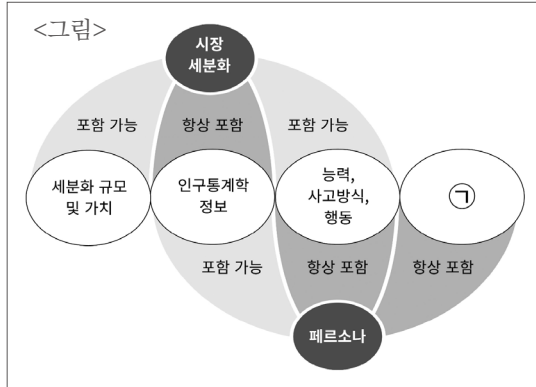 <그림>
시장
세분화
포함 가능
항상 포함
포함 가능
세분화 규모
및 가치
인구통계학
정보
능력,
사고방식,
행동
㉠
포함 가능
항상 포함
항상 포함
페르소나